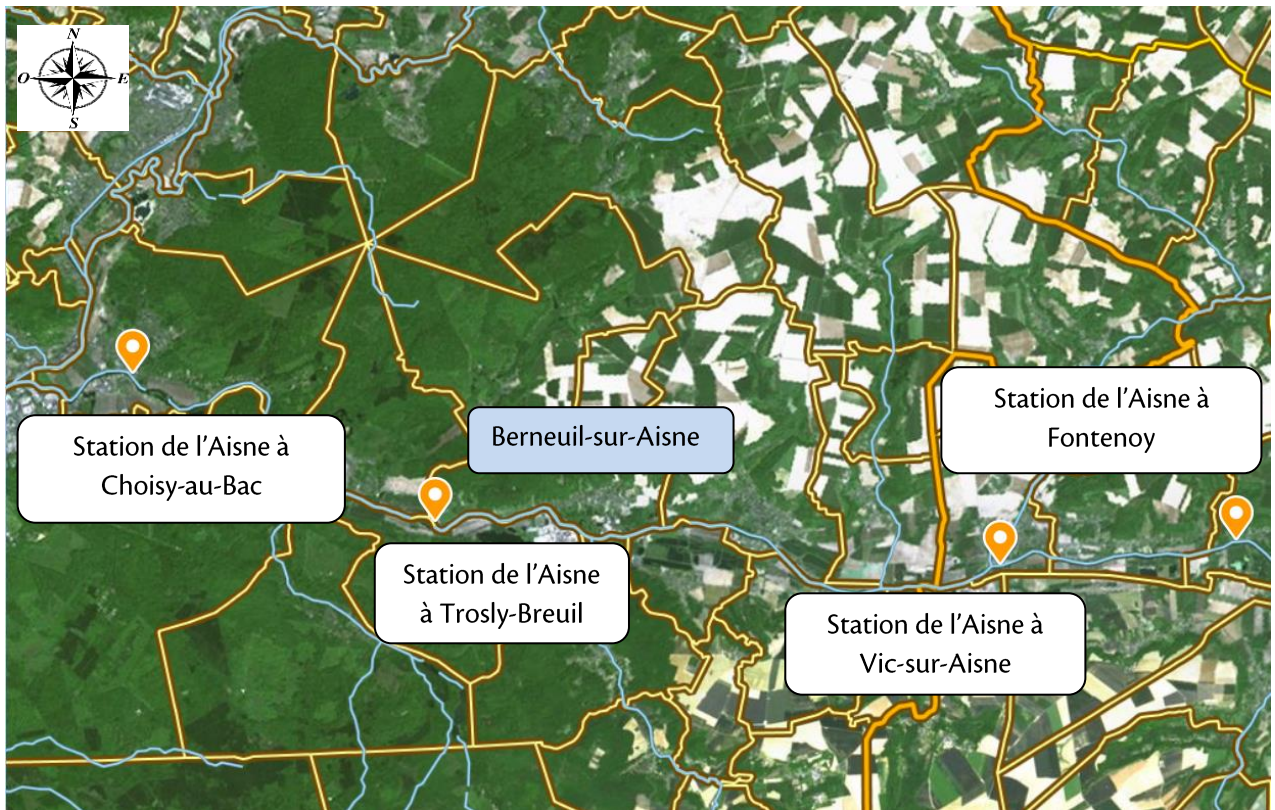 N
O
E
S
Station de l'Aisne à
Fontenoy
Berneuil-sur-Aisne
Station de l'Aisne à
Choisy-au-Bac
Station de l'Aisne
à Trosly-Breuil
Station de l'Aisne à
Vic-sur-Aisne